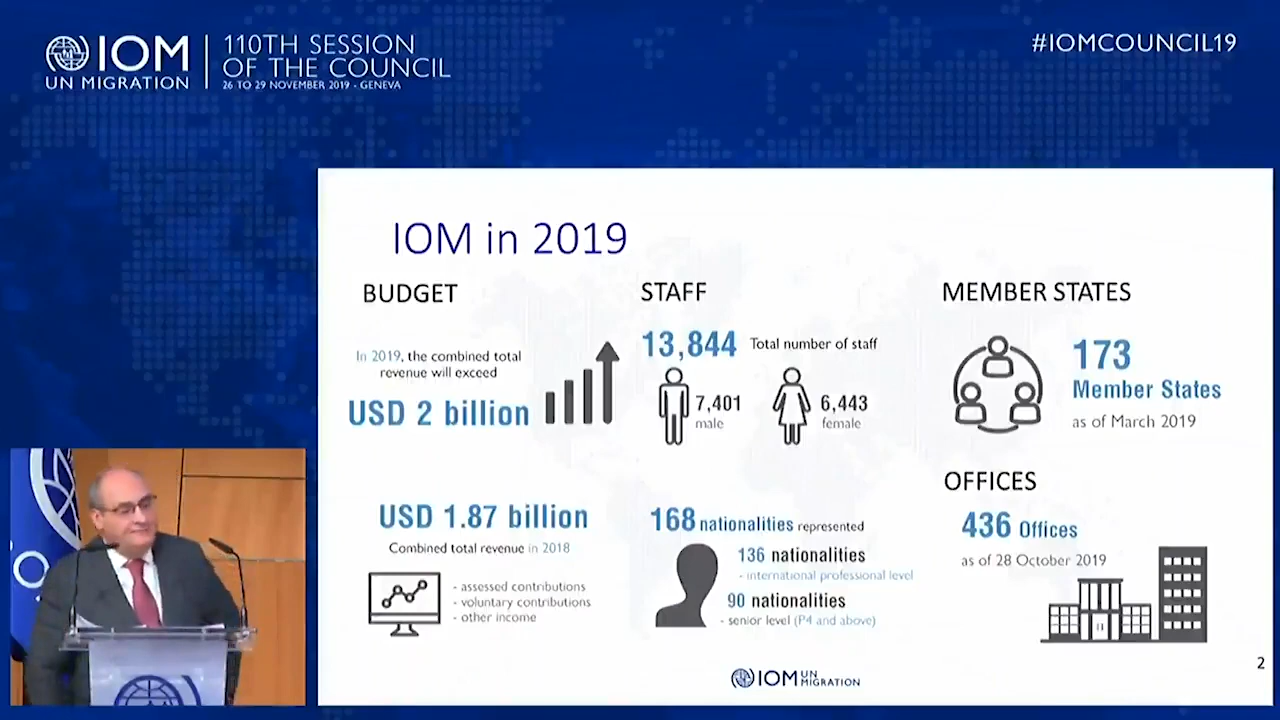 IOM
UN MIGRATION
110TH SESSION
OF THE COUNCIL
26 TO 29 NOVEMBER 2019 - GENEVA
#IOMCOUNCIL19
IOM in 2019
BUDGET
In 2019, the combined total
revenue will exceed
USD 2 billion
USD 1.87 billion
Combined total revenue in 2018
- assessed contributions
- voluntary contributions
- other income
STAFF
13,844 Total number of staff
7,401
male
6,443
female
168 nationalities represented
136 nationalities
- international professional level
90 nationalities
- senior level (P4 and above)
MEMBER STATES
173
Member States
as of March 2019
OFFICES
436 Offices
as of 28 October 2019
IOM UN
MIGRATION
2